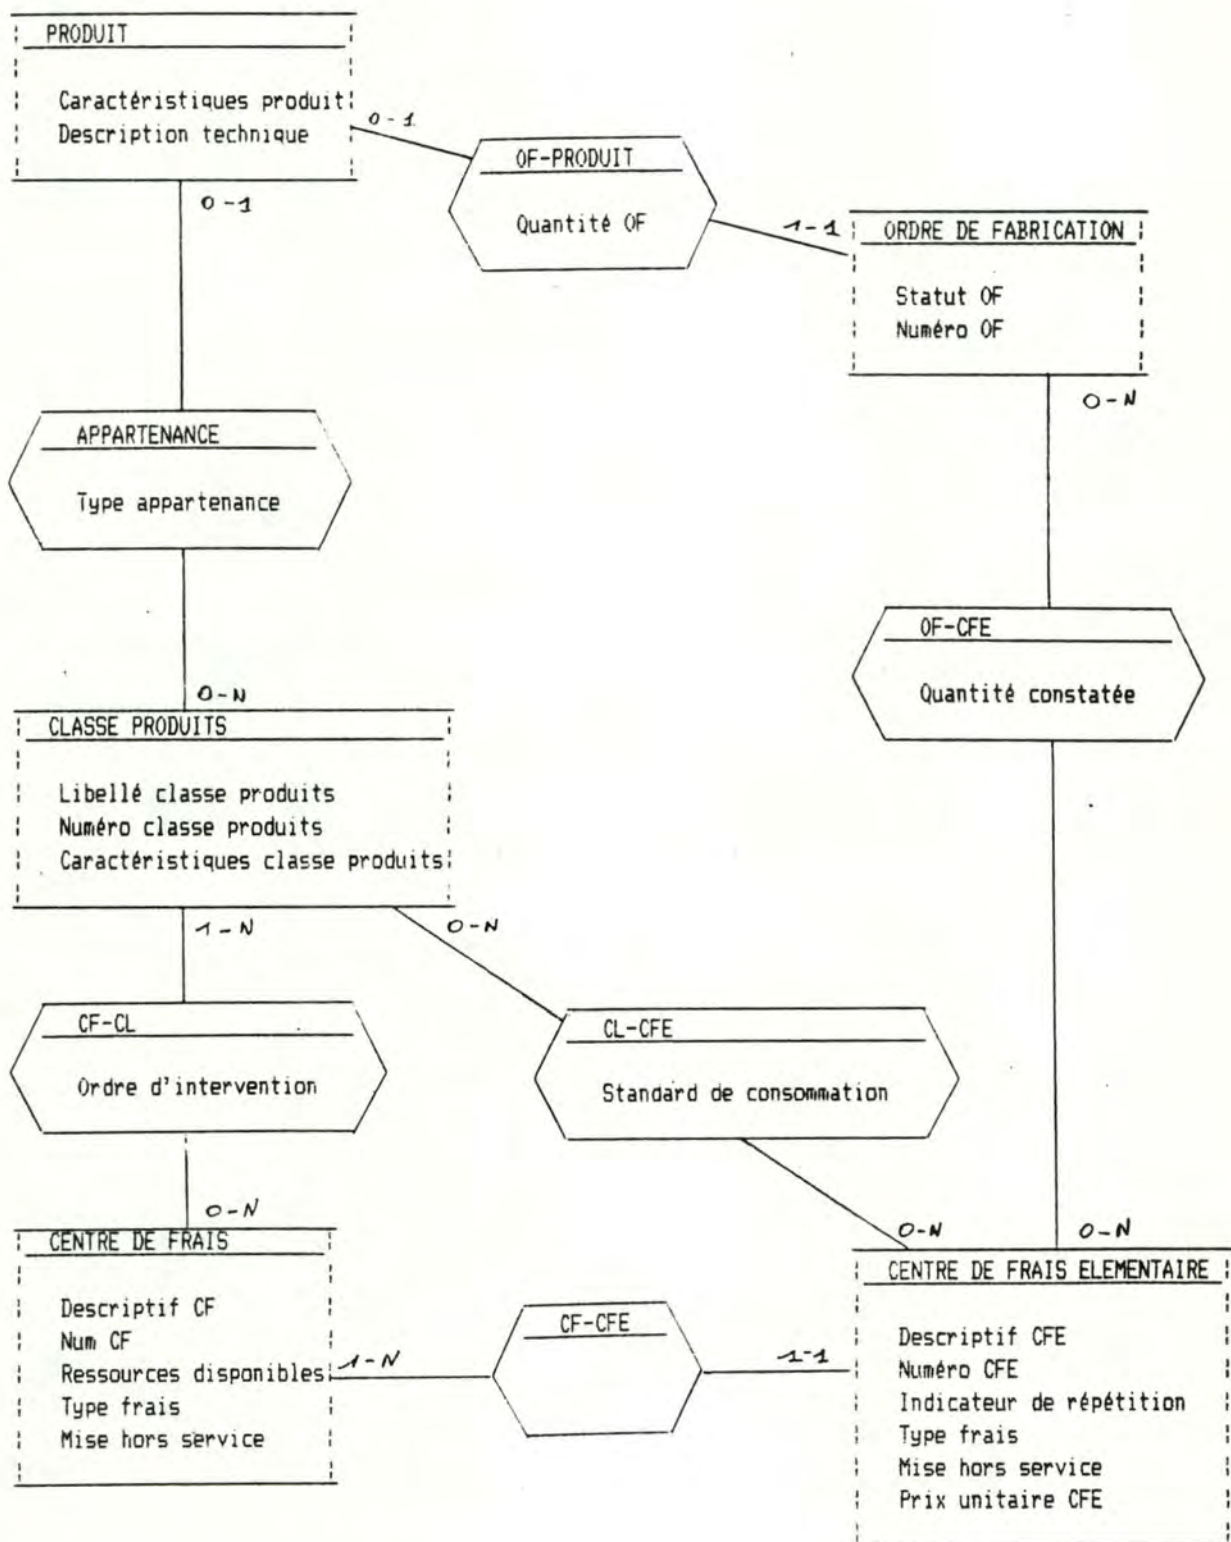 PRODUIT
Caractéristiques produit
Description technique
0-1
OF-PRODUIT
Quantité OF
0-1
1-1
ORDRE DE FABRICATION
Statut OF
Numéro OF
0-N
APPARTENANCE
Type appartenance
OF-CFE
Quantité constatée
0-N
CLASSE PRODUITS
Libellé classe produits
Numéro classe produits
Caractéristiques classe produits
1-N
0-N
CF-CL
Ordre d'intervention
CL-CFE
Standard de consommation
0-N
0-N
0-N
CENTRE DE FRAIS
Descriptif CF
Num CF
Ressources disponibles
Type frais
Mise hors service
1-N
CF-CFE
1-1
CENTRE DE FRAIS ELEMENTAIRE
Descriptif CFE
Numéro CFE
Indicateur de répétition
Type frais
Mise hors service
Prix unitaire CFE